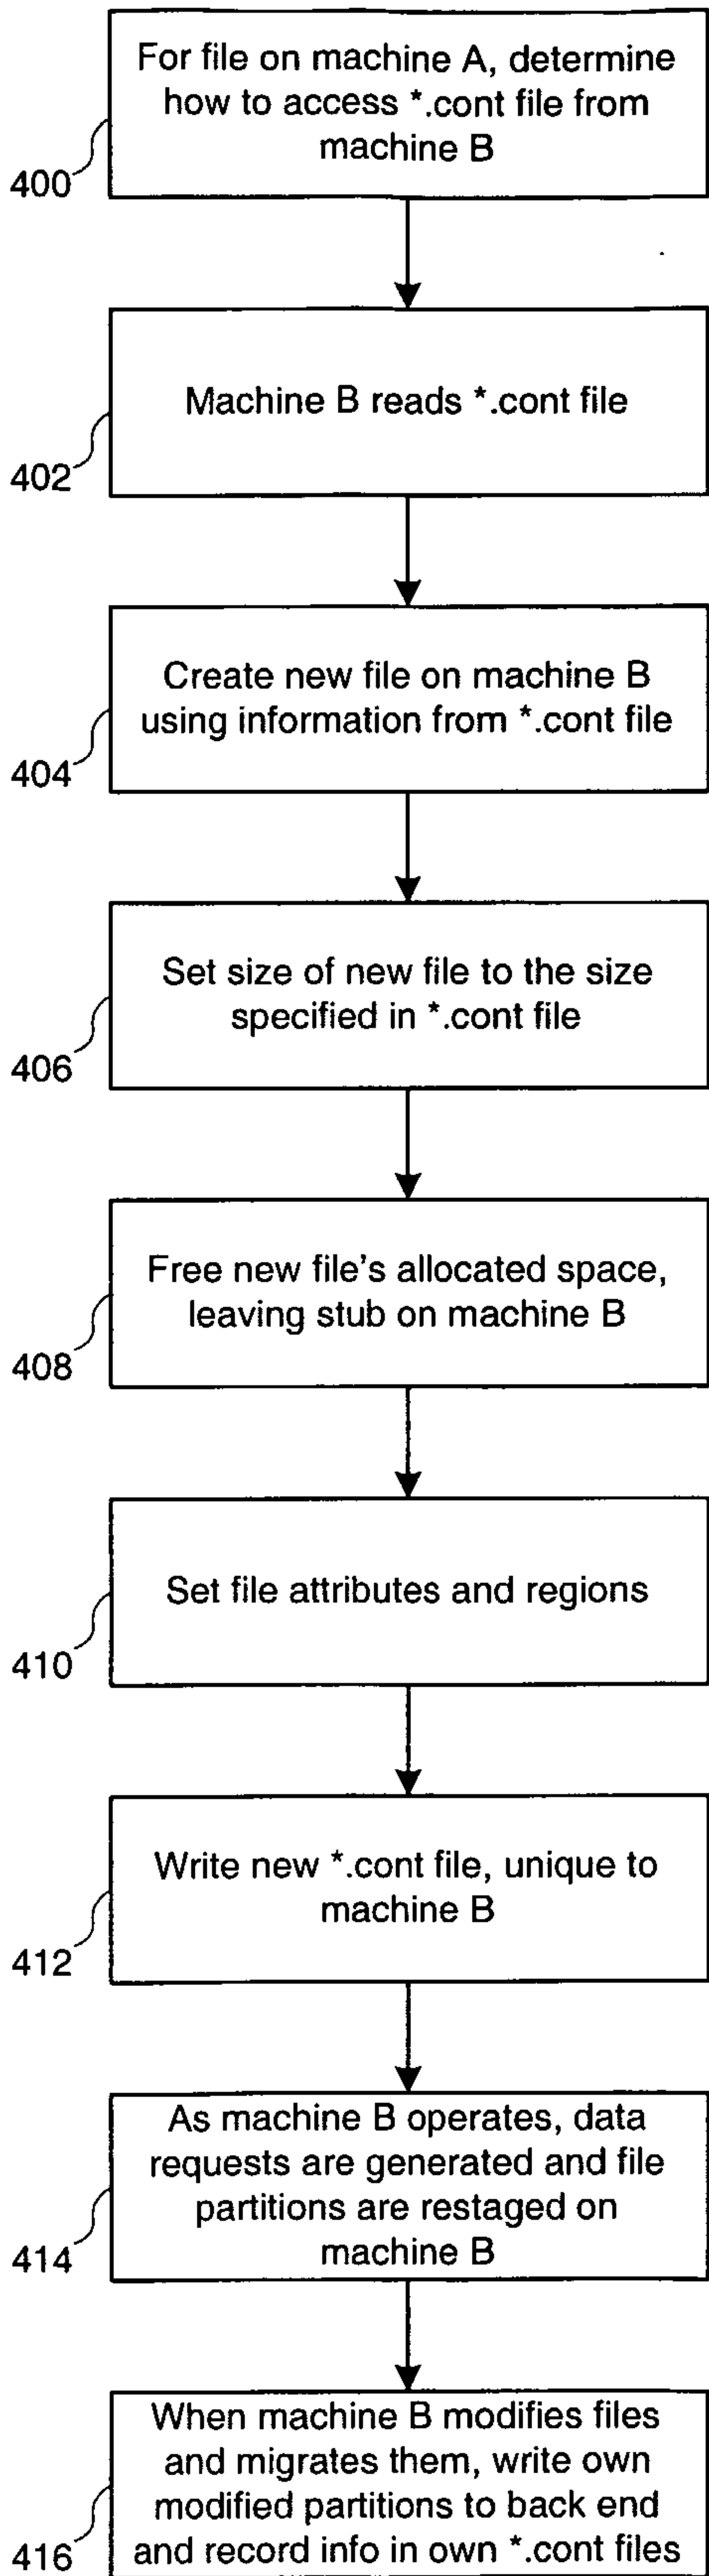 For file on machine A, determine
how to access *.cont file from
machine B
400
Machine B reads *.cont file
402
Create new file on machine B
using information from *.cont file
404
Set size of new file to the size
specified in *.cont file
406
Free new file's allocated space,
leaving stub on machine B
408
Set file attributes and regions
410
Write new *.cont file, unique to
machine B
412
As machine B operates, data
requests are generated and file
partitions are restaged on
machine B
414
When machine B modifies files
and migrates them, write own
modified partitions to back end
and record info in own *.cont files
416